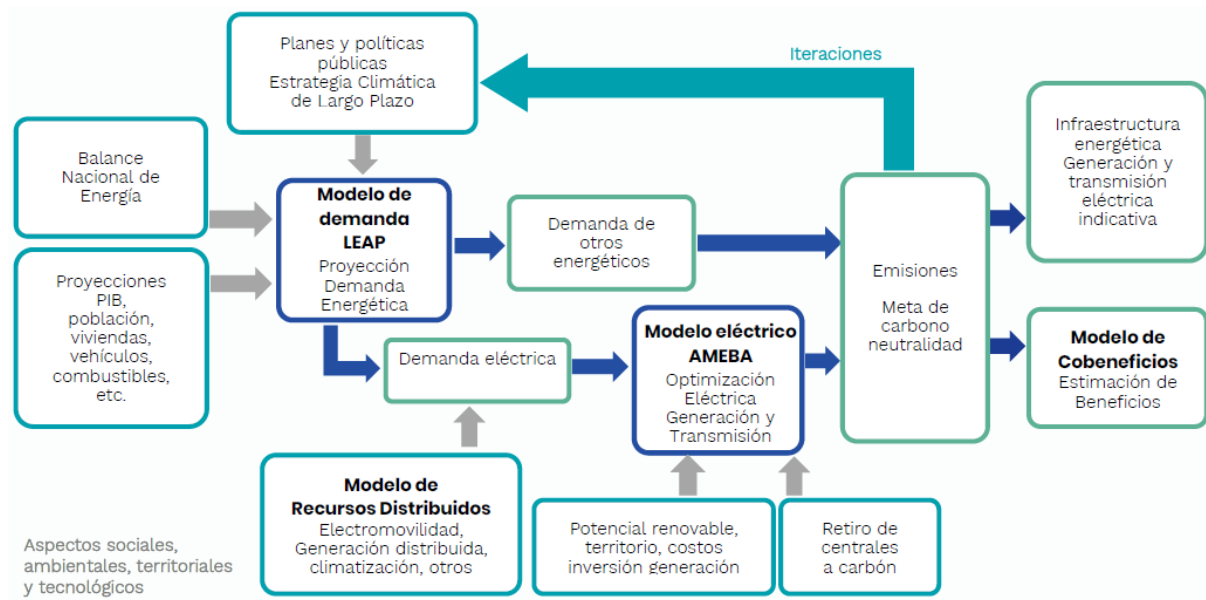 Planes y políticas
públicas
Estrategia Climática
de Largo Plazo
Iteraciones
Balance
Nacional de
Energía
Proyecciones
PIB,
población,
viviendas,
vehículos,
combustibles,
etc.
Modelo de
demanda
LEAP
Proyección
Demanda
Energética
Demanda de
otros
energéticos
Demanda eléctrica
Modelo eléctrico
AMEBA
Optimización
Eléctrica
Generación y
Transmisión
Emisiones
Meta de
carbono
neutralidad
Infraestructura
energética
Generación y
transmisión
eléctrica
indicativa
Modelo de
Cobeneficios
Estimación de
Beneficios
Modelo de
Recursos Distribuidos
Electromovilidad,
Generación distribuida,
climatización, otros
Potencial renovable,
territorio, costos
inversión generación
Retiro de
centrales
a carbón
Aspectos sociales,
ambientales, territoriales
y tecnológicos